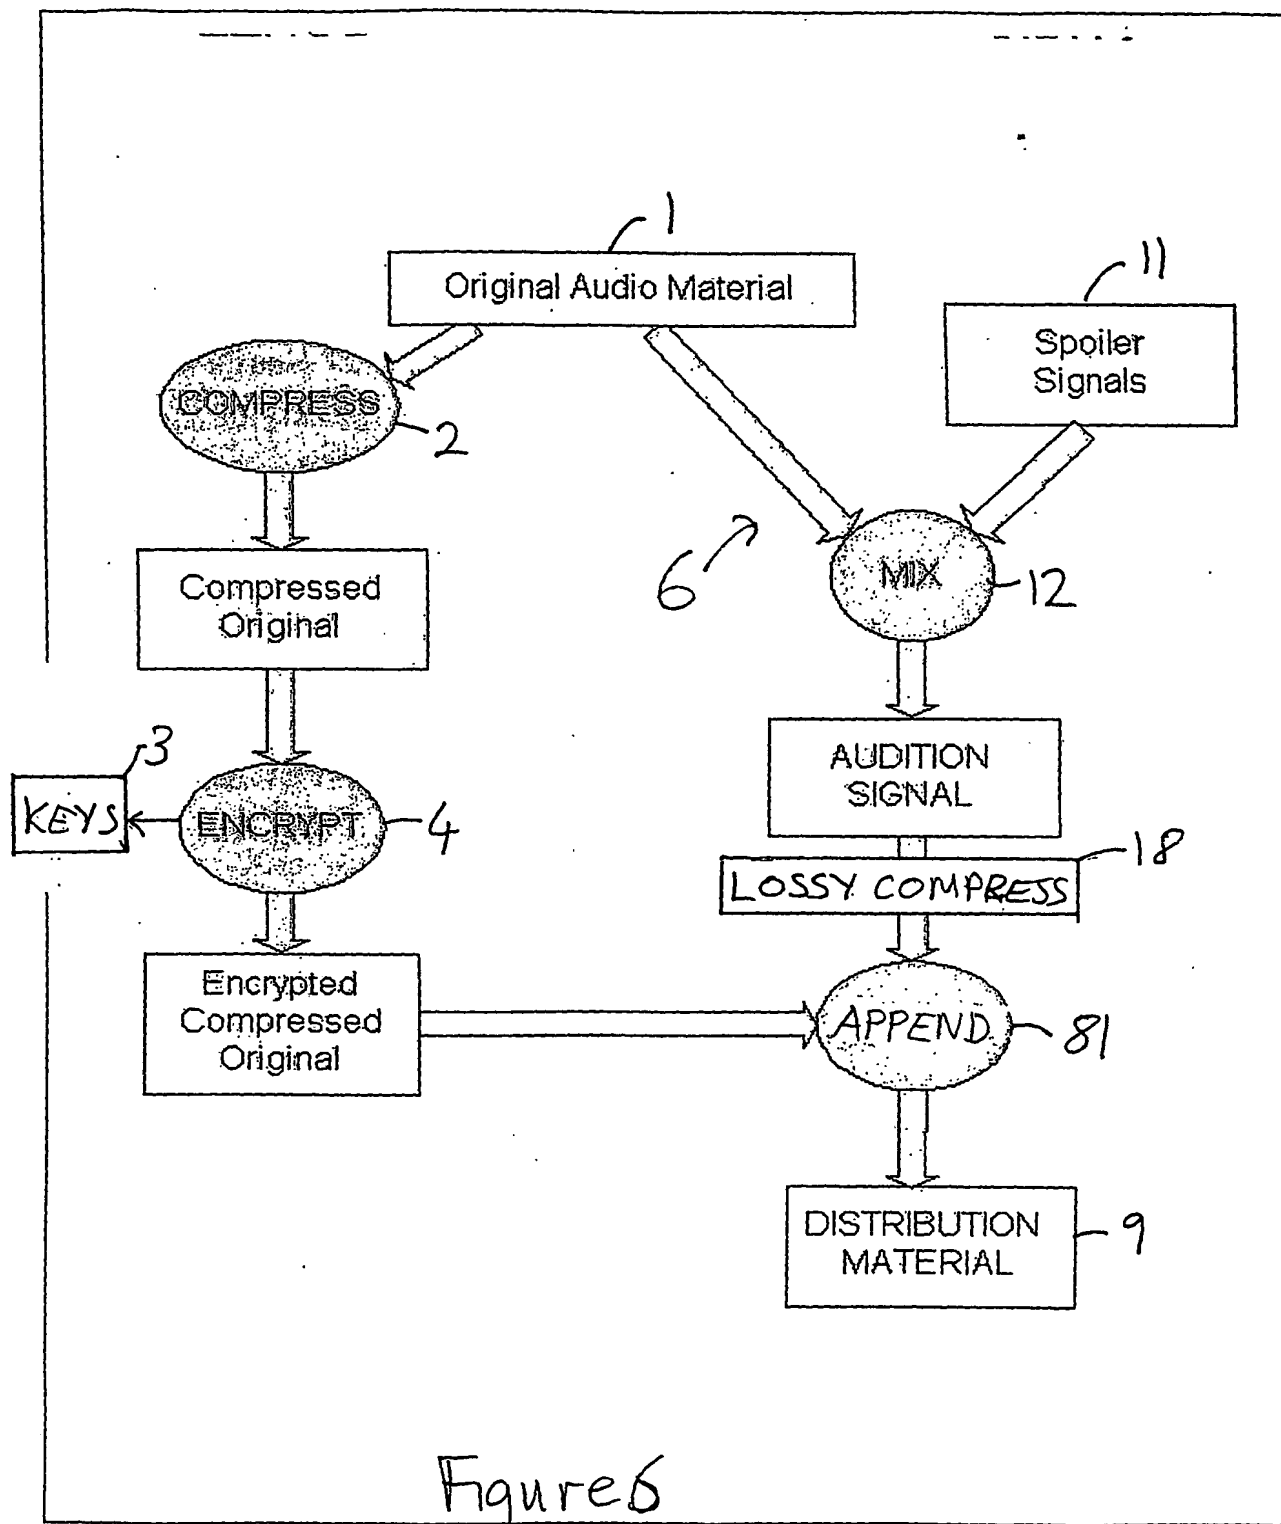 1
Original Audio Material
11
Spoiler
Signals
COMPRESS
2
6
MIX
12
Compressed
Original
3
KEYS
ENCRYPT
4
AUDITION
SIGNAL
18
LOSSY COMPRESS
Encrypted
Compressed
Original
APPEND
81
DISTRIBUTION
MATERIAL
9
Figure 6